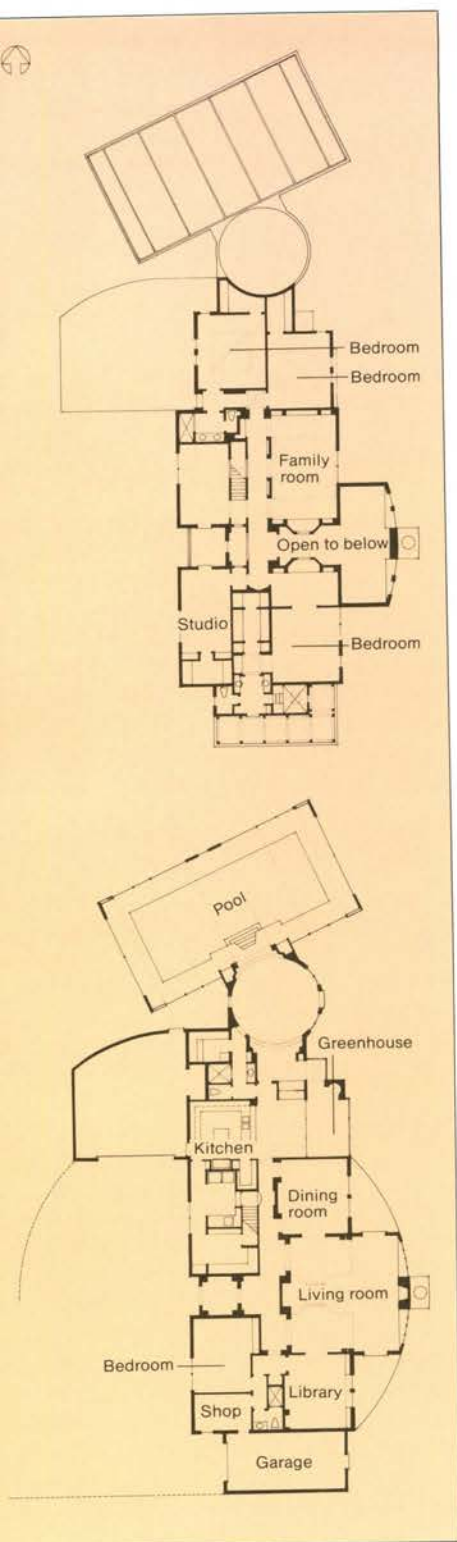 Bedroom
Bedroom
Family
room
Open to below
Studio
Bedroom
Pool
Greenhouse
Kitchen
Dining
room
Living room
Bedroom
Library
Shop
Garage